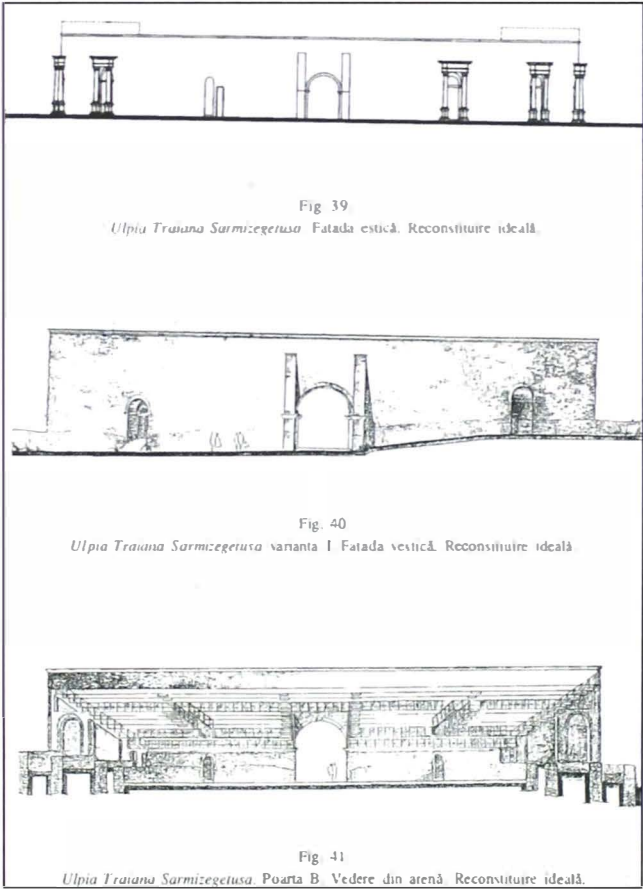 Fig 39
Ulpia Traiana Sarmizegetusa. Fatada estică. Reconstituire ideală.
Fig. 40
Ulpia Traiana Sarmizegetusa varianta I Fatada vestică. Reconstituire ideală
Fig. 41
Ulpia Traiana Sarmizegetusa. Poarta B. Vedere din arenă. Reconstituire ideală.